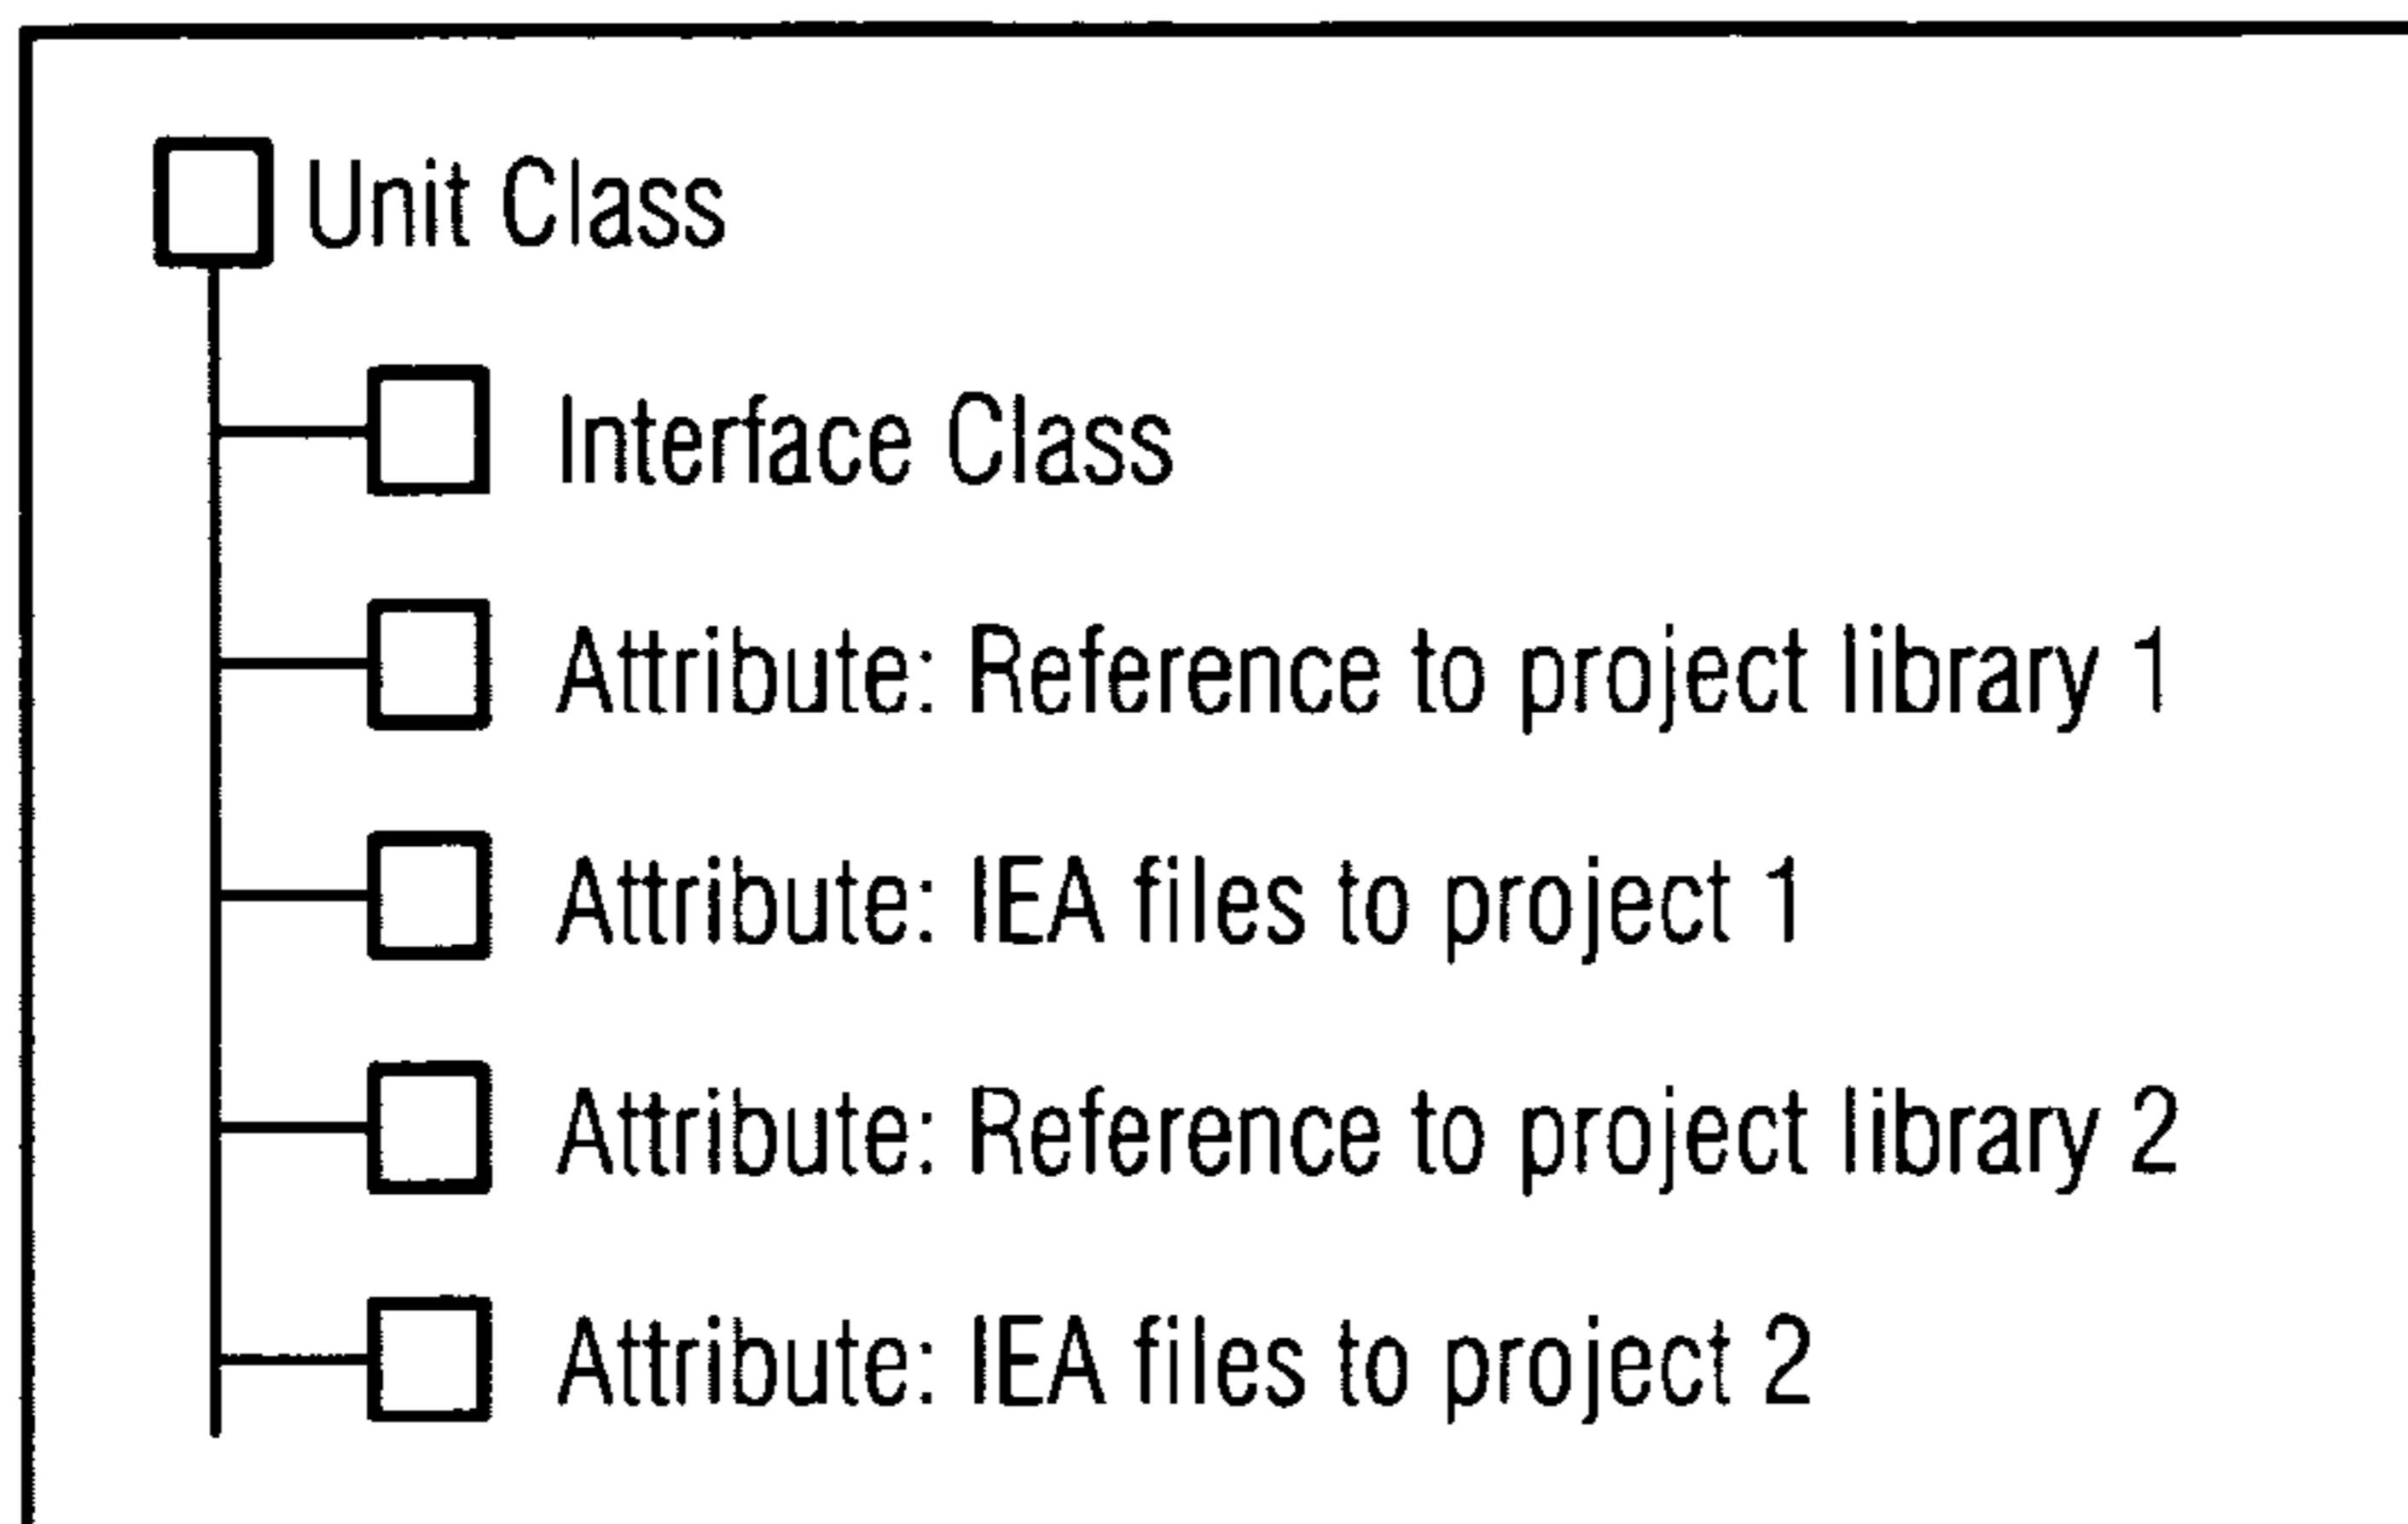 Unit Class
Interface Class
Attribute: Reference to project library 1
Attribute: IEA files to project 1
Attribute: Reference to project library 2
Attribute: IEA files to project 2